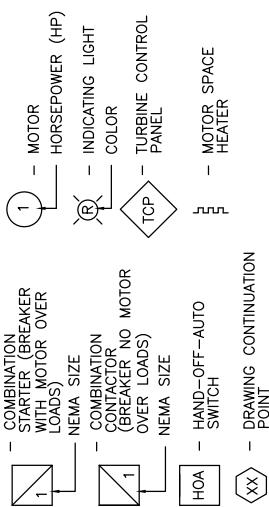 1
- COMBINATION
STARTER (BREAKER
WITH MOTOR OVER
LOADS)
NEMA SIZE
1
- COMBINATION
CONTACTOR
(BREAKER NO MOTOR
OVER LOADS)
NEMA SIZE
HOA
- HAND-OFF-AUTO
SWITCH
XX
- DRAWING CONTINUATION
POINT
1
- MOTOR
HORSEPOWER (HP)
R
- INDICATING LIGHT
COLOR
TCP
- TURBINE CONTROL
PANEL
- MOTOR SPACE
HEATER